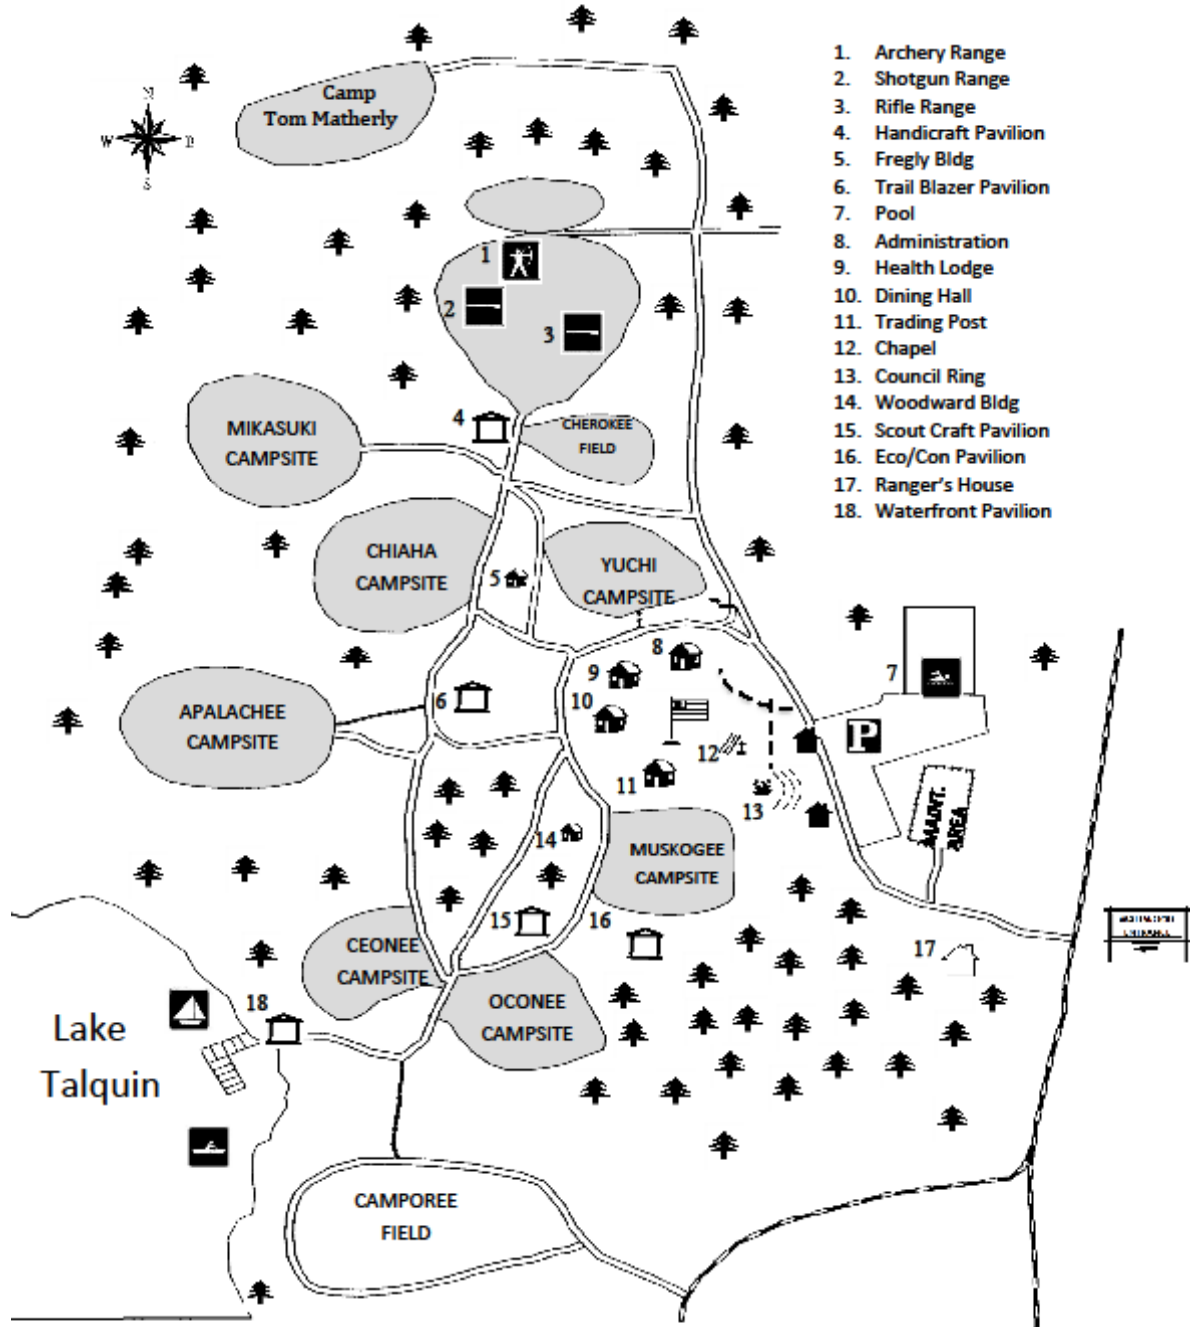 Camp
Tom Matherly
N
W
S
1
2
3
4
CHEROKEE
FIELD
MIKASUKI
CAMPSITE
CHIAHA
CAMPSITE
5
YUCHI
CAMPSITE
8
9
7
6
10
APALACHEE
CAMPSITE
P
12
11
13
MAINT.
AREA
14
MUSKOGEE
CAMPSITE
15
16
17
ENTRANCE
CEONEE
CAMPSITE
OCONEE
CAMPSITE
18
Lake
Talquin
CAMPOREE
FIELD
1. Archery Range
2 Shotgun Range
3. Rifle Range
4 Handicraft Pavilion
5. Fregly Bldg
6. Trail Blazer Pavilion
7. Pool
8. Administration
9. Health Lodge
10. Dining Hall
11. Trading Post
12. Chapel
13. Council Ring
14. Woodward Bldg
15. Scout Craft Pavilion
16. Eco/Con Pavilion
17. Ranger's House
18. Waterfront Pavilion